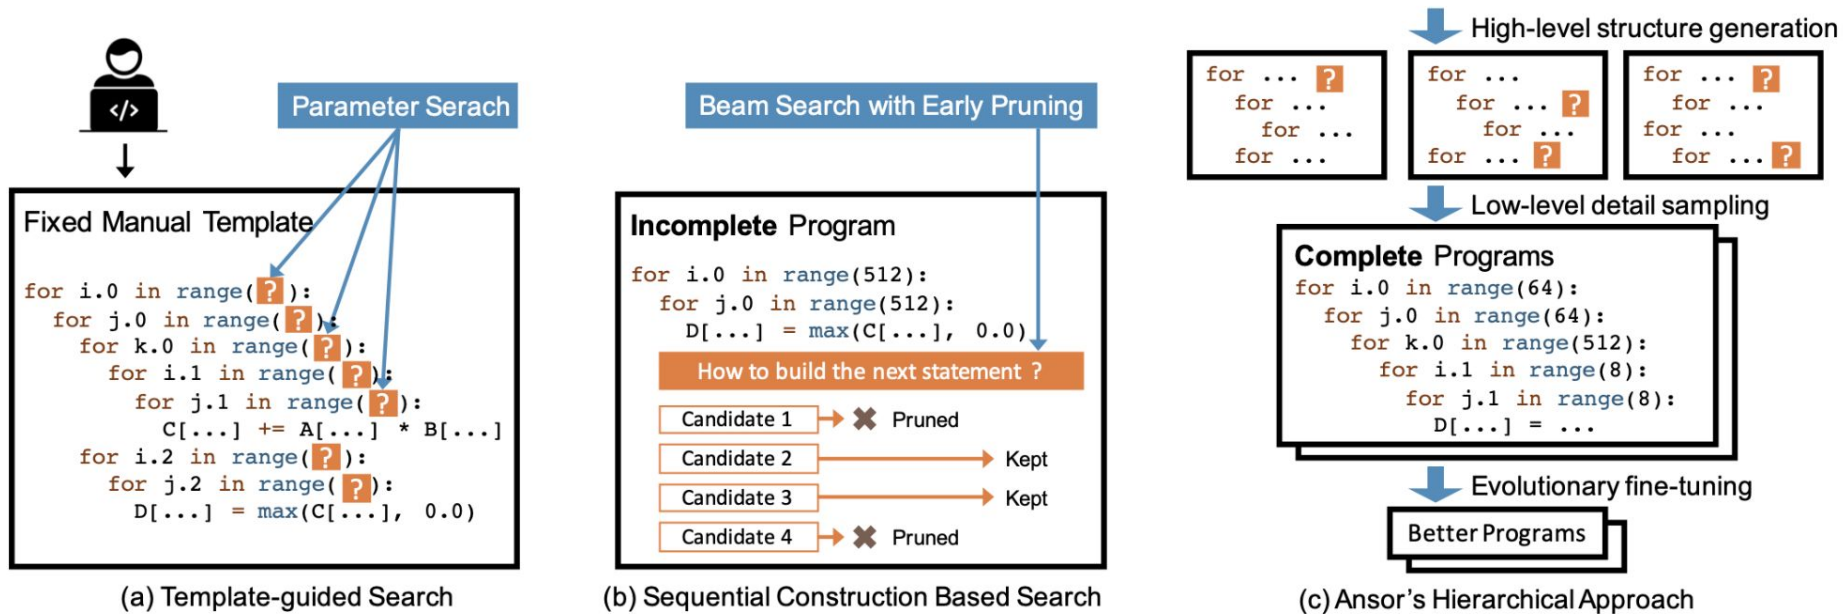 </>
Parameter Serach
Fixed Manual Template
for i.0 in range( ? ):
for j.0 in range( ? ):
for k.0 in range( ? ):
for i.1 in range( ? ):
for j.1 in range( ? ):
C[...] += A[...] * B[...]
for i.2 in range( ? ):
for j.2 in range( ? ):
D[...] = max(C[...], 0.0)
(a) Template-guided Search
Beam Search with Early Pruning
Incomplete Program
for i.0 in range(512):
for j.0 in range(512):
D[...] = max(C[...], 0.0)
How to build the next statement ?
Candidate 1 Pruned
Candidate 2 Kept
Candidate 3 Kept
Candidate 4 Pruned
(b) Sequential Construction Based Search
High-level structure generation
for ... ?
for ...
for ...
for ...
for ...
for ... ?
for ...
for ... ?
for ... ?
for ...
for ...
for ... ?
Low-level detail sampling
Complete Programs
for i.0 in range(64):
for j.0 in range(64):
for k.0 in range(512):
for i.1 in range(8):
for j.1 in range(8):
D[...] = ...
Evolutionary fine-tuning
Better Programs
(c) Ansor's Hierarchical Approach